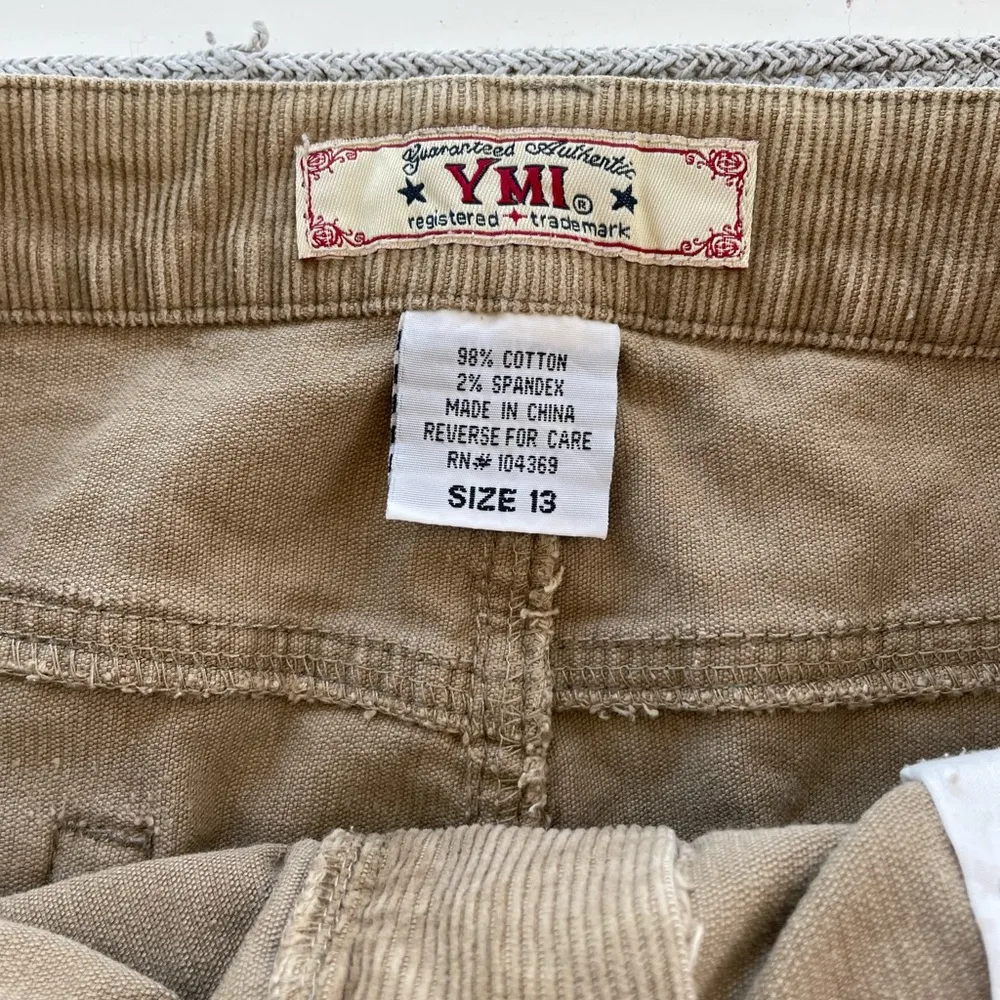 Guaranteed Authentic
YMI®
registered trademark
98% COTTON
2% SPANDEX
MADE IN CHINA
REVERSE FOR CARE
RN# 104369
SIZE 13